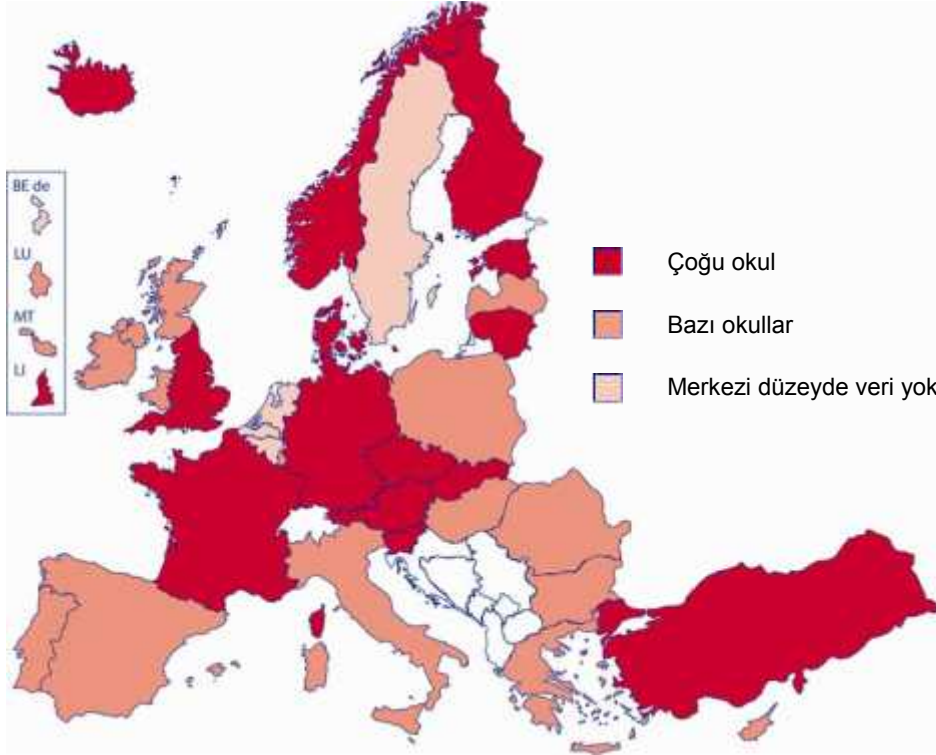 BE de
LU
MT
LI
Çoğu okul
Bazı okullar
Merkezi düzeyde veri yok